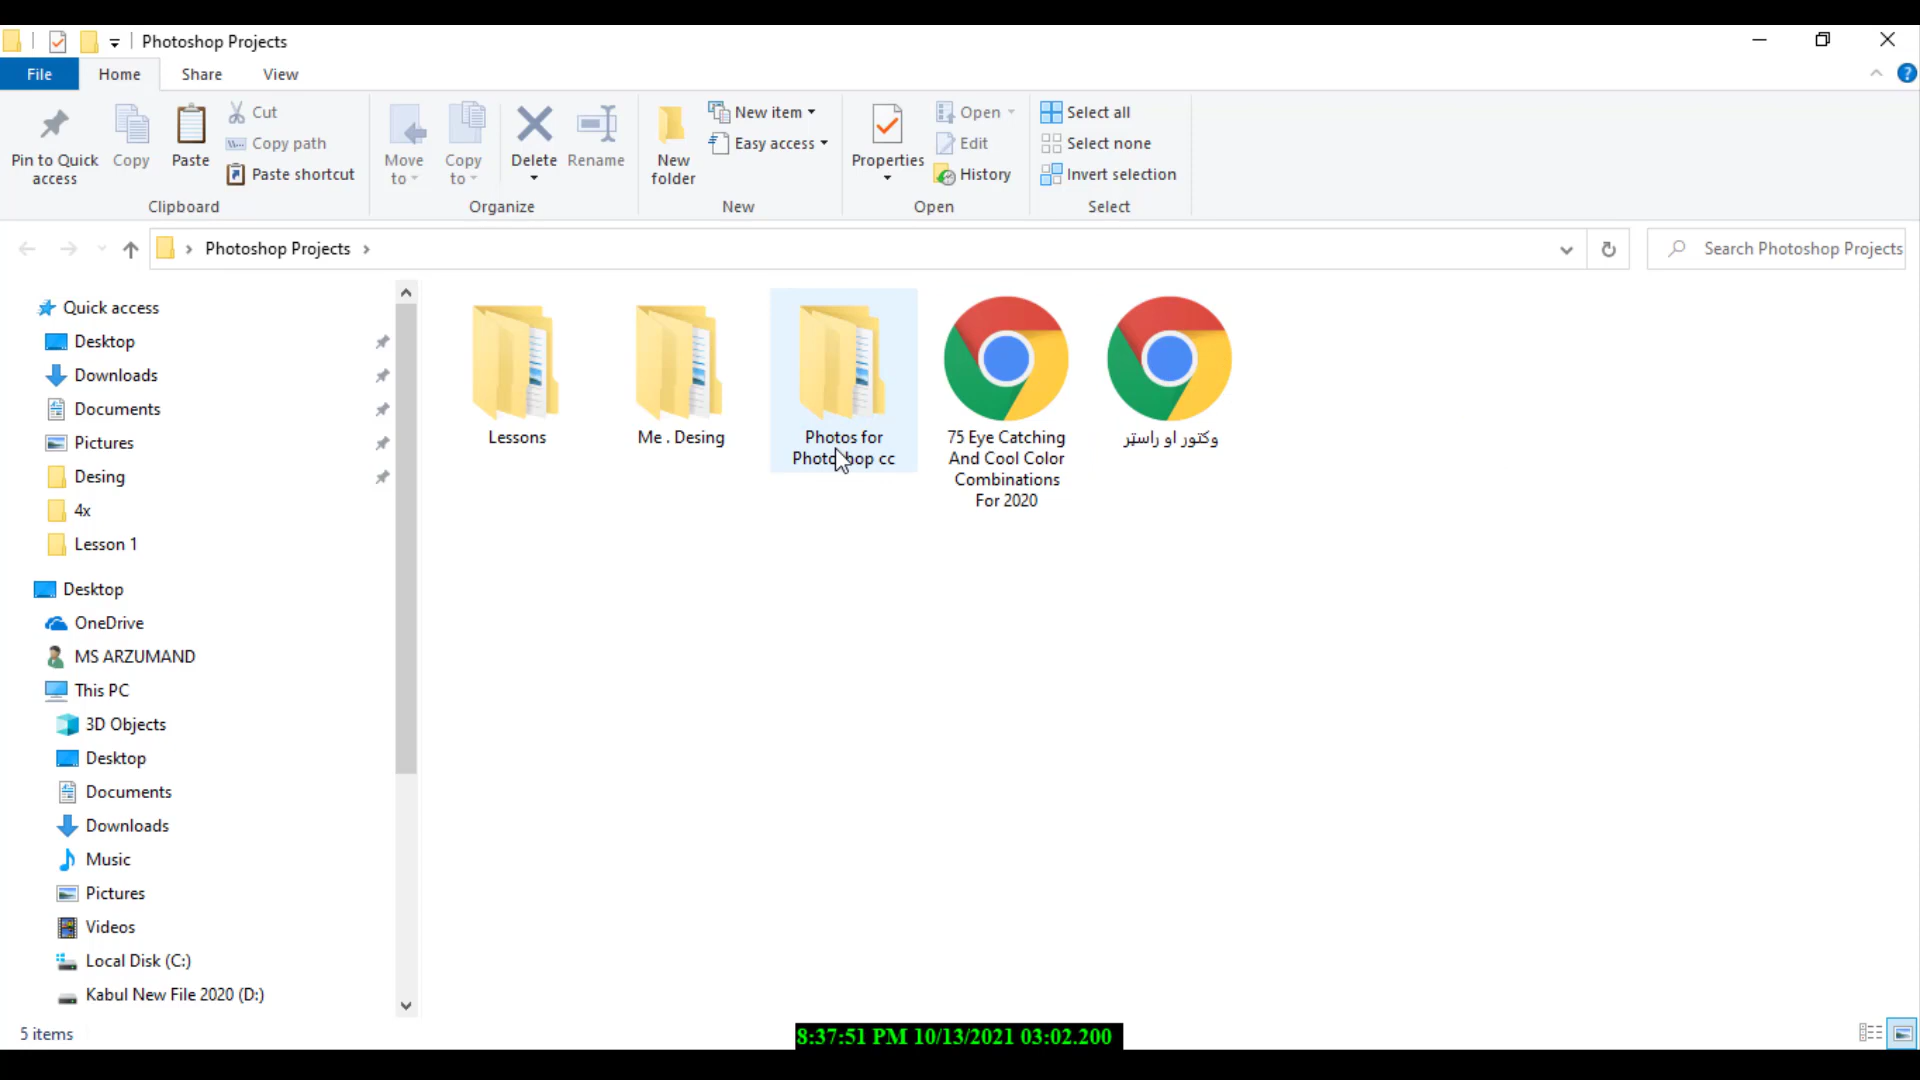 Photoshop Projects
File Home Share View
Pin to Quick access
Copy
Paste
Cut
Copy path
Paste shortcut
Clipboard
Move to
Copy to
Delete
Rename
Organize
New folder
New item
Easy access
New
Properties
Open
Edit
History
Open
Select all
Select none
Invert selection
Select
Photoshop Projects
Search Photoshop Projects
Quick access
Desktop
Downloads
Documents
Pictures
Desing
4x
Lesson 1
Desktop
OneDrive
MS ARZUMAND
This PC
3D Objects
Desktop
Documents
Downloads
Music
Pictures
Videos
Local Disk (C:)
Kabul New File 2020 (D:)
Lessons
Me . Desing
Photos for
Photoshop cc
75 Eye Catching
And Cool Color
Combinations
For 2020
وکتور او راستټر
5 items
8:37:51 PM 10/13/2021 03:02.200